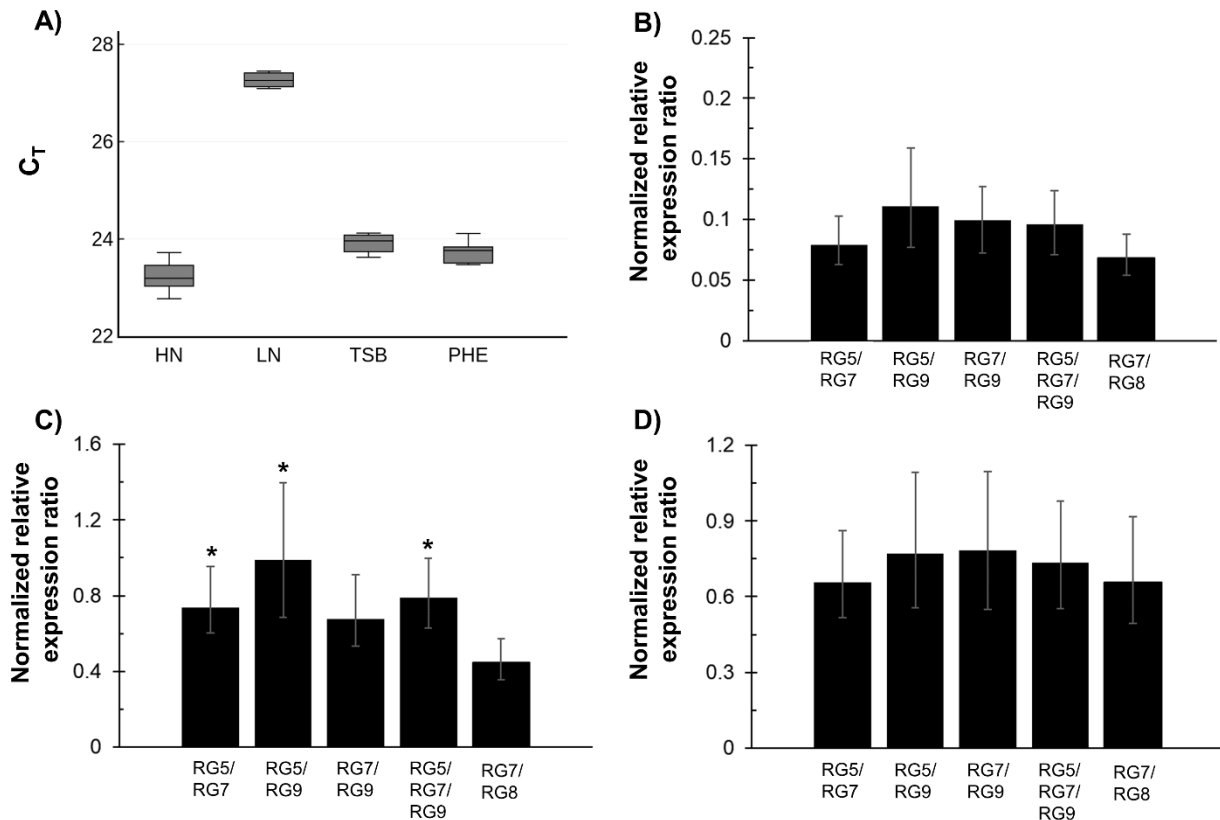 A)
28
26
24
22
C_T
HN LN TSB PHE
B)
Normalized relative
expression ratio
0.25
0.2
0.15
0.1
0.05
0
RG5/
RG7
RG5/
RG9
RG7/
RG9
RG5/
RG7/
RG9
RG7/
RG8
C)
Normalized relative
expression ratio
1.6
1.2
0.8
0.4
0
*
*
*
RG5/
RG7
RG5/
RG9
RG7/
RG9
RG5/
RG7/
RG9
RG7/
RG8
D)
Normalized relative
expression ratio
1.2
0.9
0.6
0.3
0
RG5/
RG7
RG5/
RG9
RG7/
RG9
RG5/
RG7/
RG9
RG7/
RG8